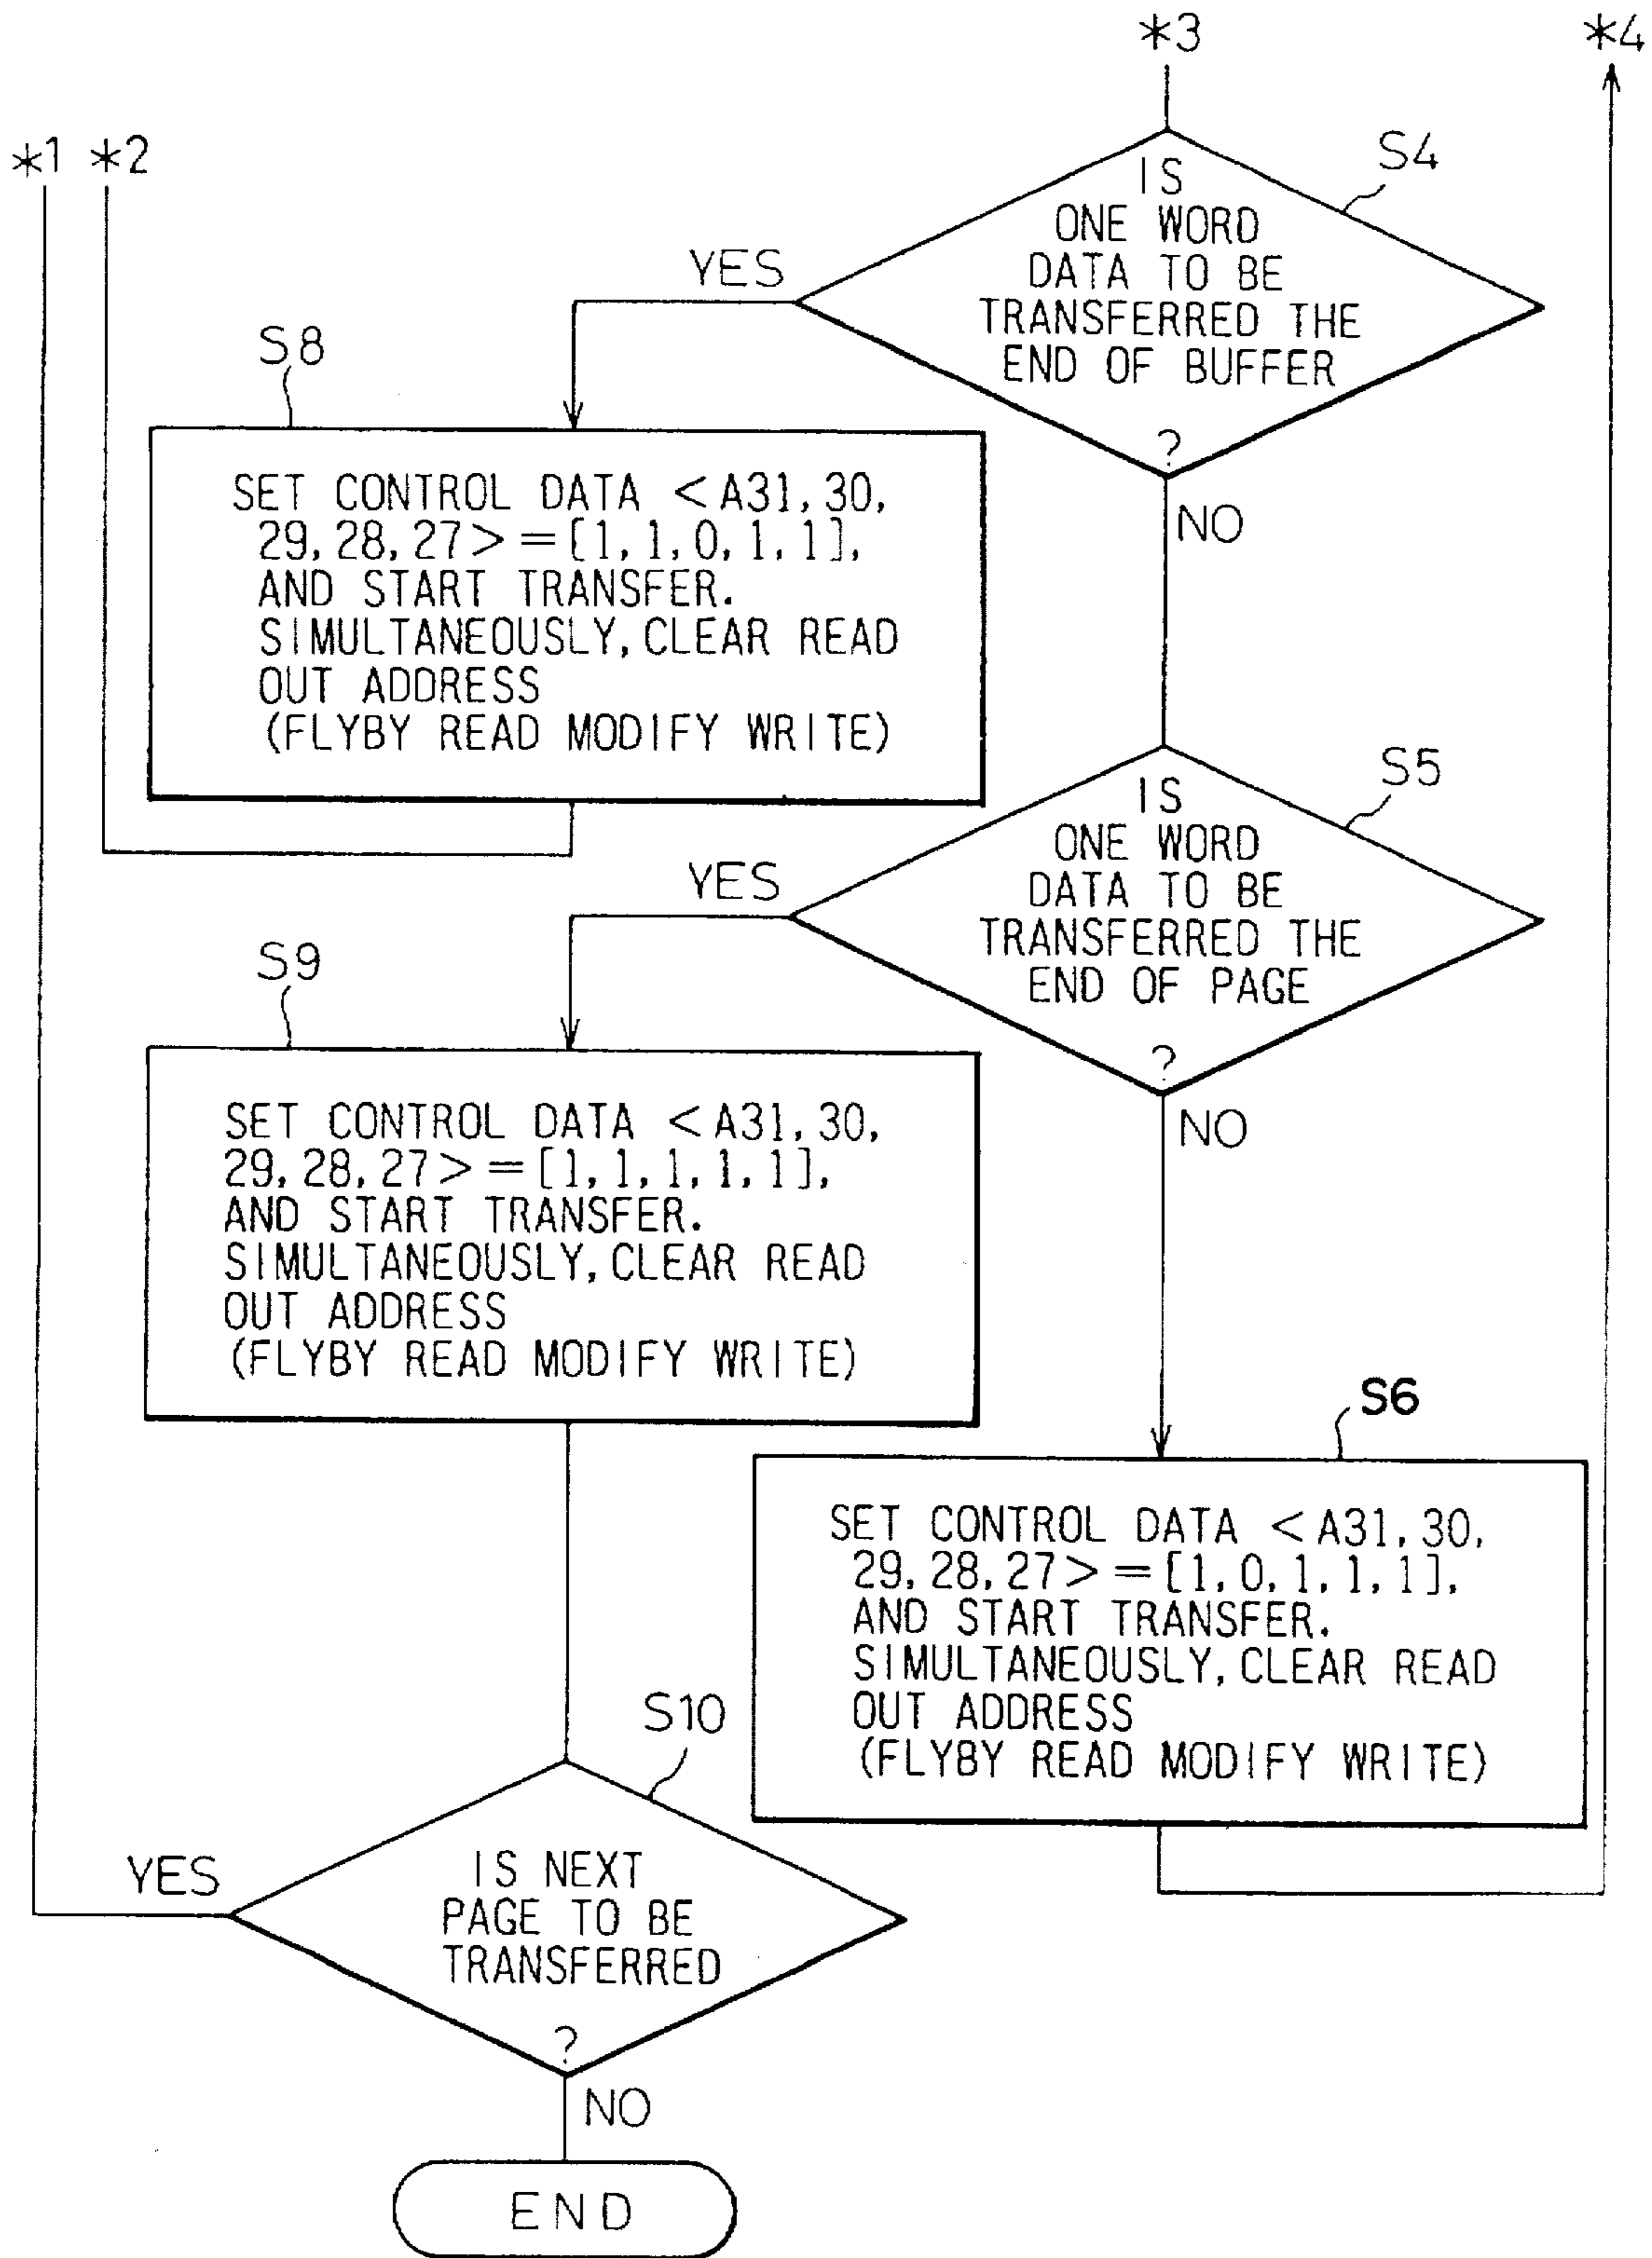 *3
*4
*1
*2
S4
IS
ONE WORD
DATA TO BE
TRANSFERRED THE
END OF BUFFER
?
YES
NO
S8
SET CONTROL DATA <A31, 30,
29, 28, 27> = [1, 1, 0, 1, 1],
AND START TRANSFER.
SIMULTANEOUSLY, CLEAR READ
OUT ADDRESS
(FLYBY READ MODIFY WRITE)
S5
IS
ONE WORD
DATA TO BE
TRANSFERRED THE
END OF PAGE
?
YES
NO
S9
SET CONTROL DATA <A31, 30,
29, 28, 27> = [1, 1, 1, 1, 1],
AND START TRANSFER.
SIMULTANEOUSLY, CLEAR READ
OUT ADDRESS
(FLYBY READ MODIFY WRITE)
S6
SET CONTROL DATA <A31, 30,
29, 28, 27> = [1, 0, 1, 1, 1],
AND START TRANSFER.
SIMULTANEOUSLY, CLEAR READ
OUT ADDRESS
(FLYBY READ MODIFY WRITE)
S10
YES
IS NEXT
PAGE TO BE
TRANSFERRED
?
NO
END